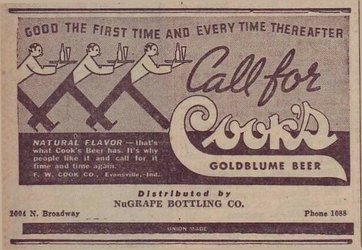 GOOD THE FIRST TIME AND EVERY TIME THEREAFTER
Call for
Cook's
GOLDBLUME BEER
NATURAL FLAVOR — that's
what Cook's Beer has. It's why
people like it and call for it
time and time again.
F. W. COOK CO., Evansville, Ind.
Distributed by
NuGRAPE BOTTLING CO.
2004 N. Broadway
Phone 1088
UNION MADE